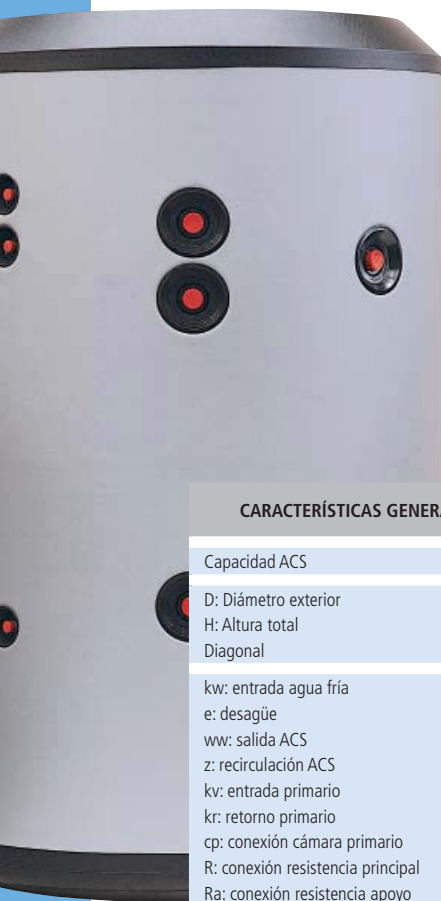 CARACTERÍSTICAS GENERA
Capacidad ACS
D: Diámetro exterior
H: Altura total
Diagonal
kw: entrada agua fría
e: desagüe
ww: salida ACS
z: recirculación ACS
kv: entrada primario
kr: retorno primario
cp: conexión cámara primario
R: conexión resistencia principal
Ra: conexión resistencia apoyo